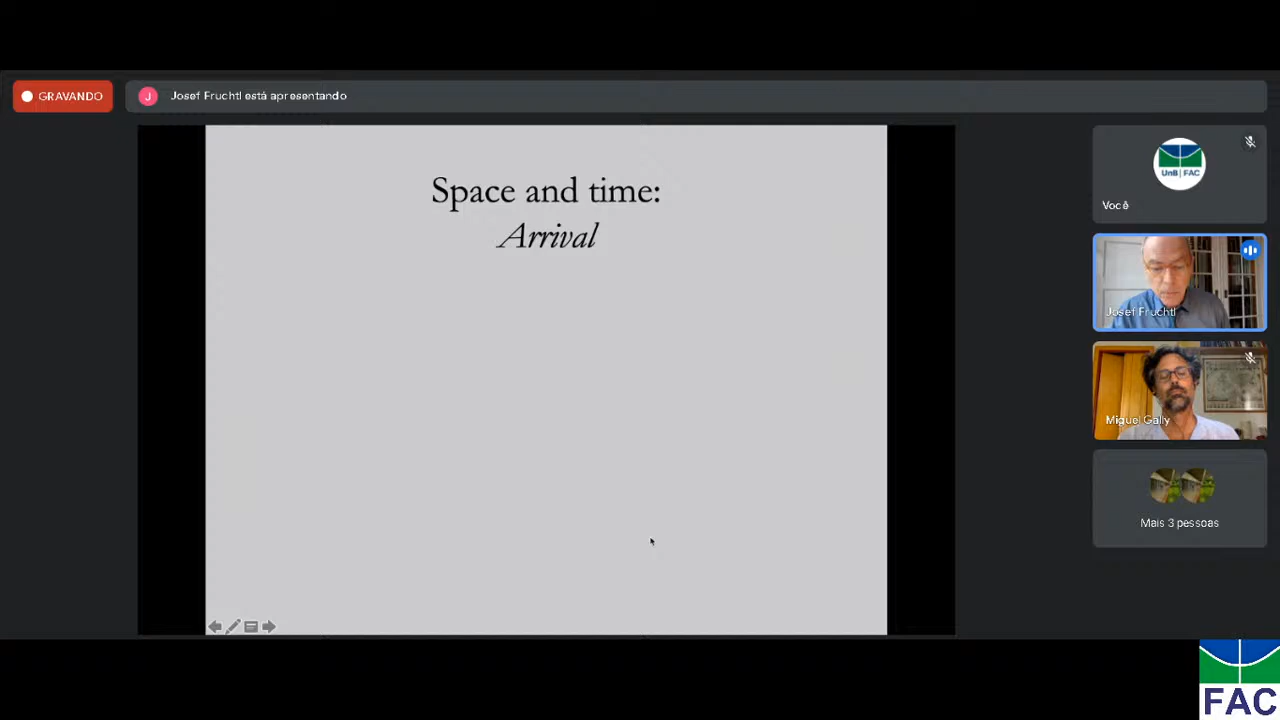 GRAVANDO
J
Josef Fruchtl está apresentando
Space and time:
Arrival
UnB | FAC
Você
Josef Fruchtl
Miguel Gally
Mais 3 pessoas
FAC